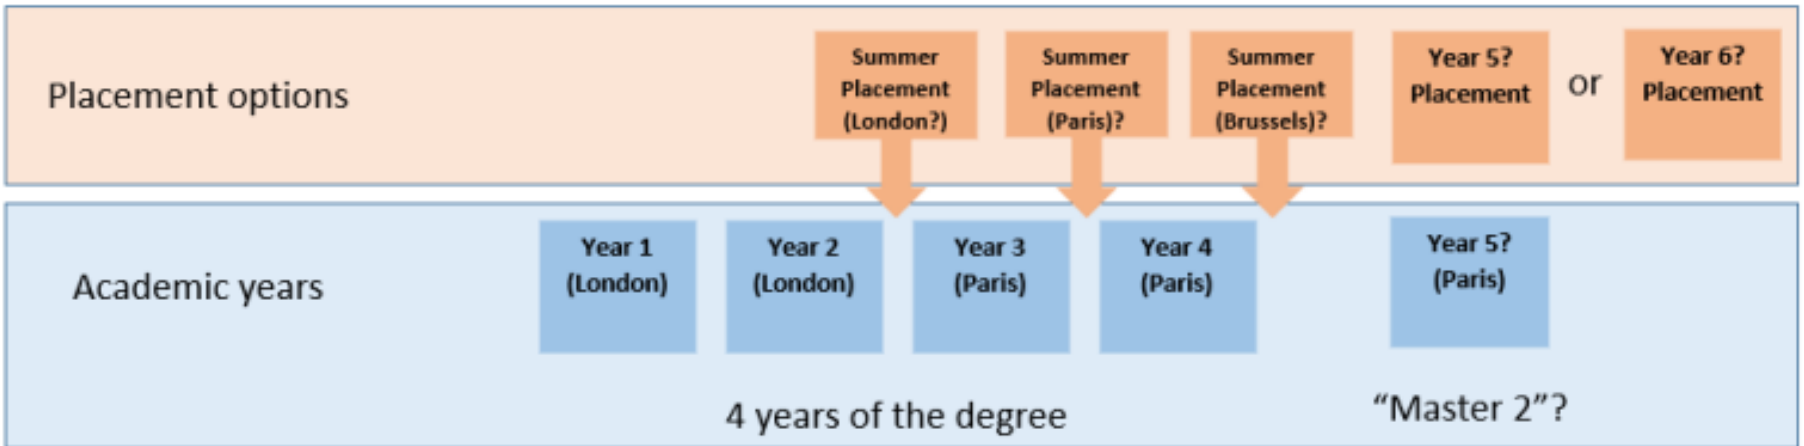 Placement options
Summer
Placement
(London?)
Summer
Placement
(Paris)?
Summer
Placement
(Brussels)?
Year 5?
Placement
or
Year 6?
Placement
Academic years
Year 1
(London)
Year 2
(London)
Year 3
(Paris)
Year 4
(Paris)
Year 5?
(Paris)
4 years of the degree
“Master 2”?